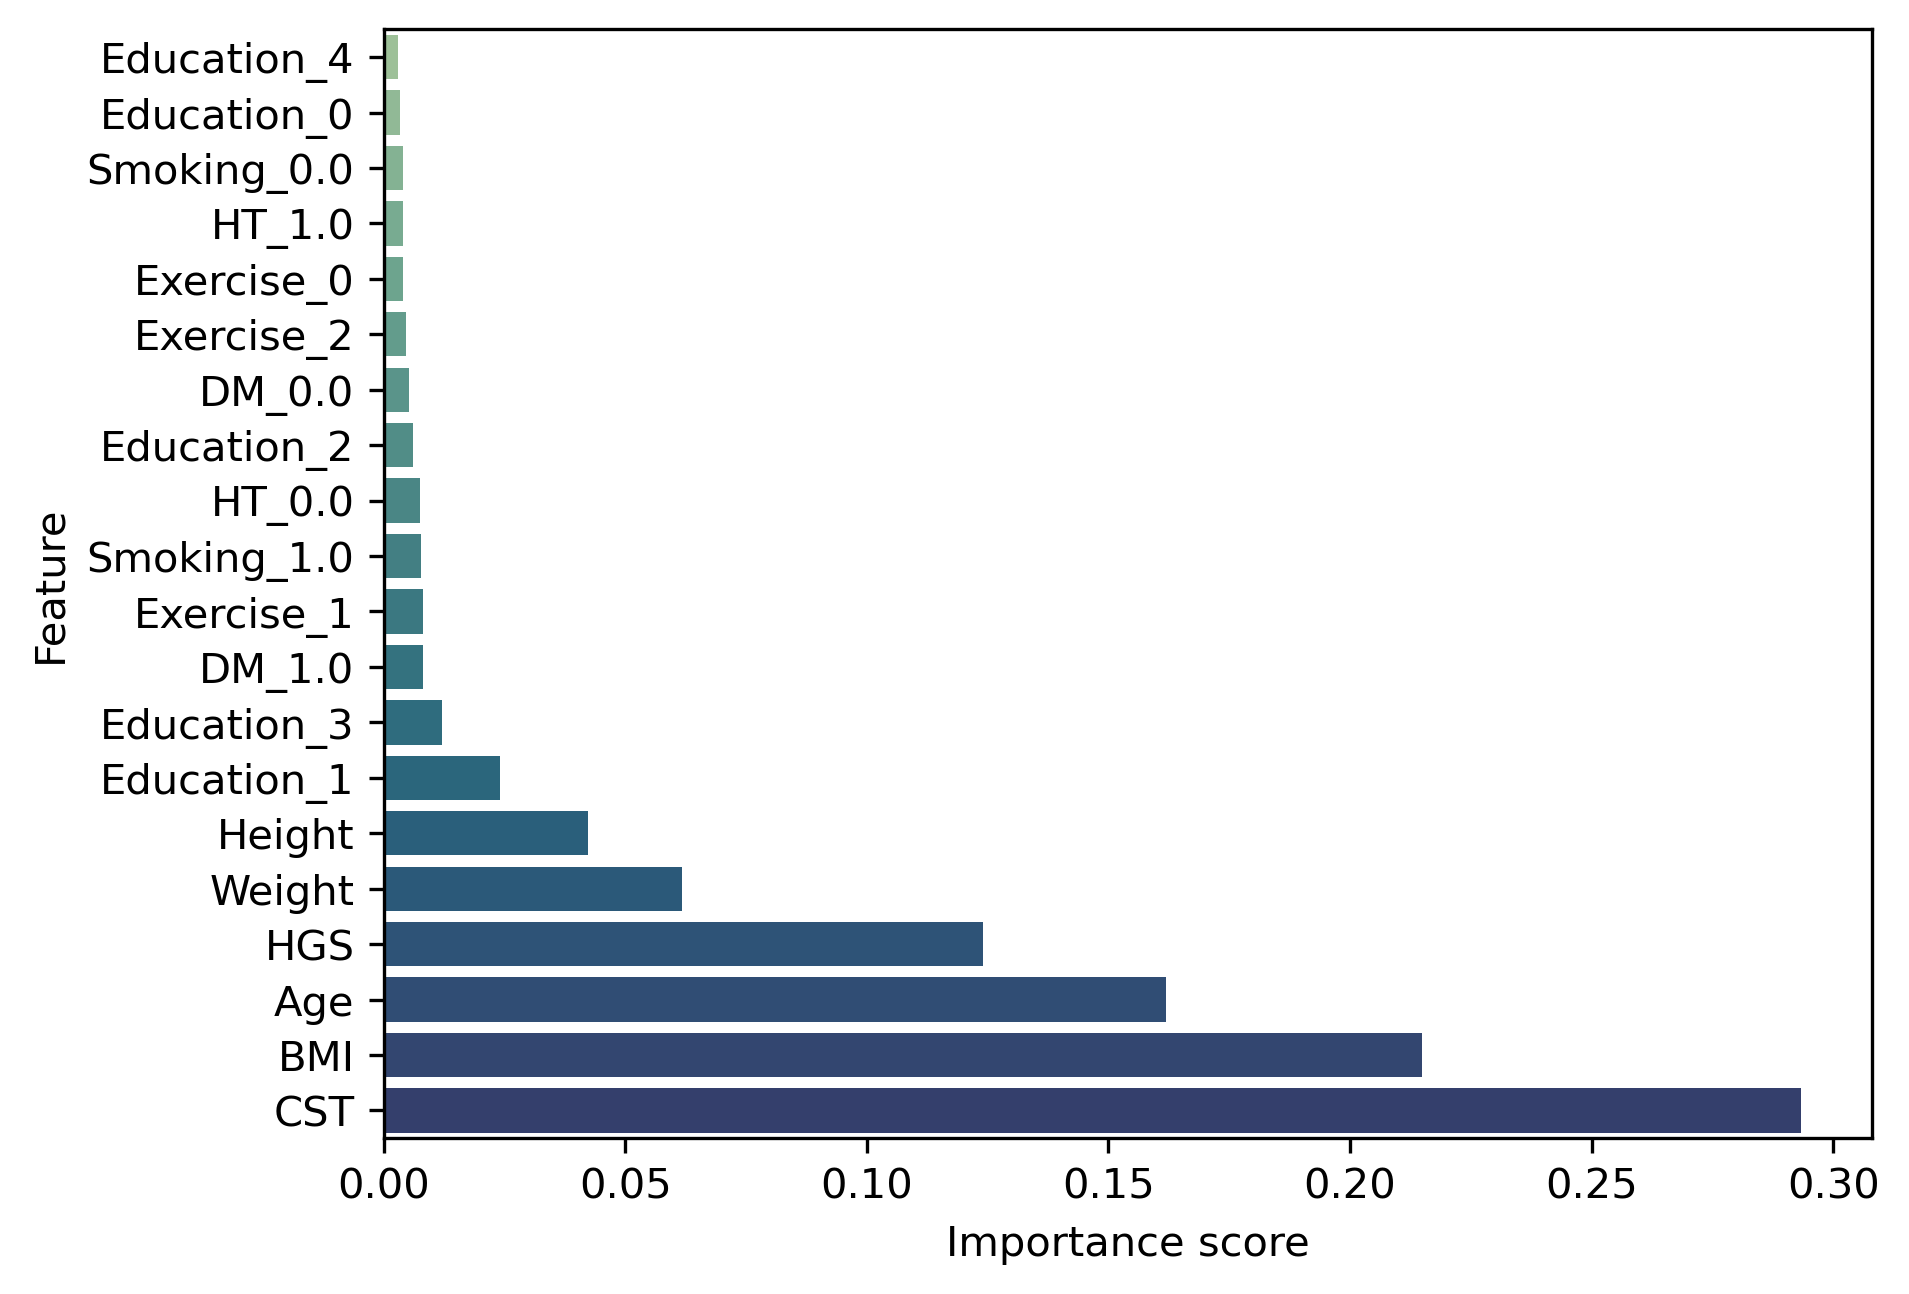 Education_4
Education_0
Smoking_0.0
HT_1.0
Exercise_0
Exercise_2
DM_0.0
Education_2
HT_0.0
Smoking_1.0
Exercise_1
DM_1.0
Education_3
Education_1
Height
Weight
HGS
Age
BMI
CST
Feature
0.00 0.05 0.10 0.15 0.20 0.25 0.30
Importance score